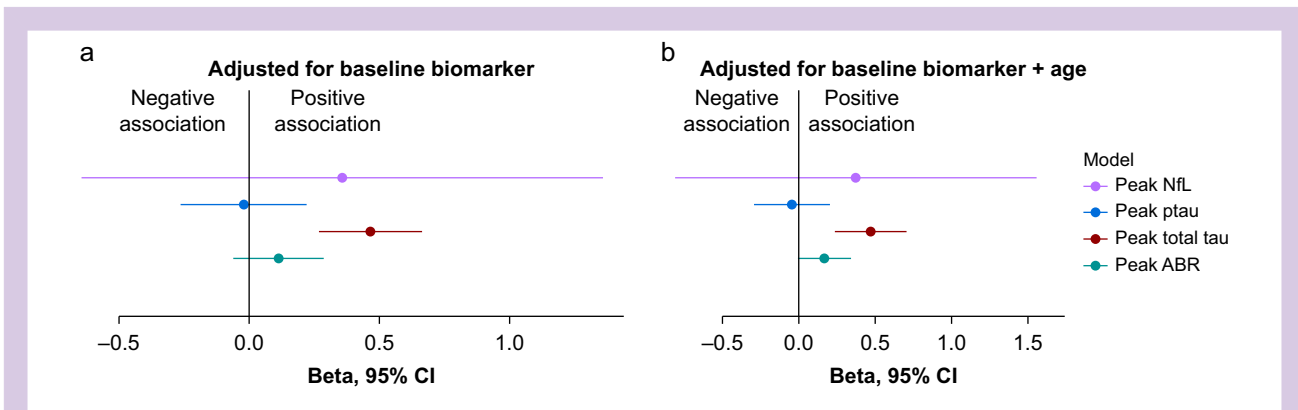 a
Adjusted for baseline biomarker
Negative
association
Positive
association
–0.5
0.0
0.5
1.0
Beta, 95% CI
b
Adjusted for baseline biomarker + age
Negative
association
Positive
association
–0.5
0.0
0.5
1.0
1.5
Beta, 95% CI
Model
Peak NfL
Peak ptau
Peak total tau
Peak ABR